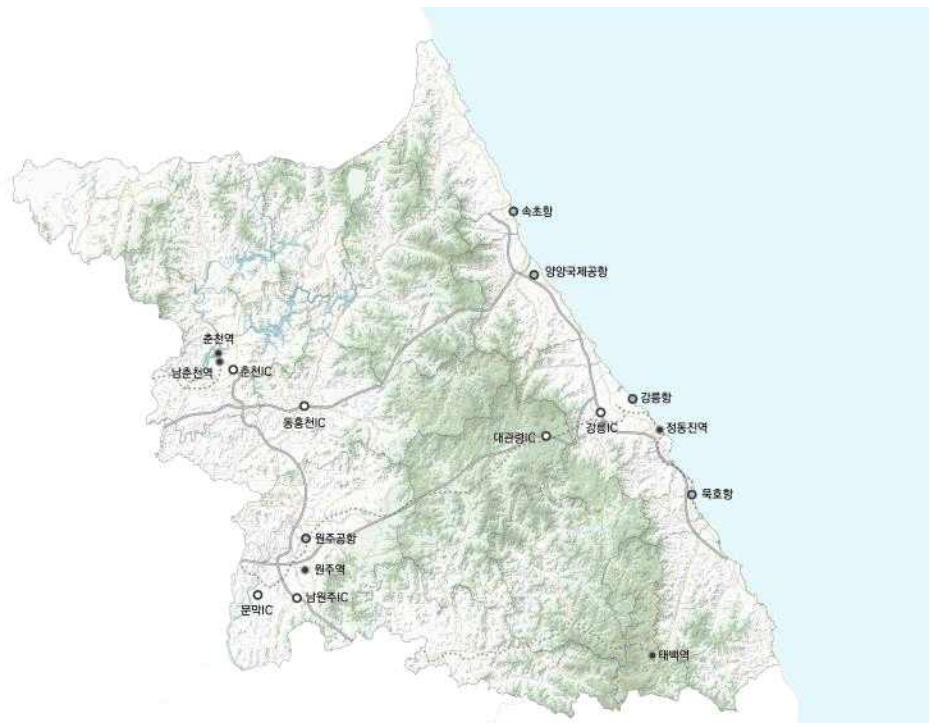 속초항
양양국제공항
춘천역
남춘천역
춘천IC
강릉항
동홍천IC
강릉IC
정동진역
대관령IC
묵호항
원주공항
원주역
문막IC
남원주IC
태백역